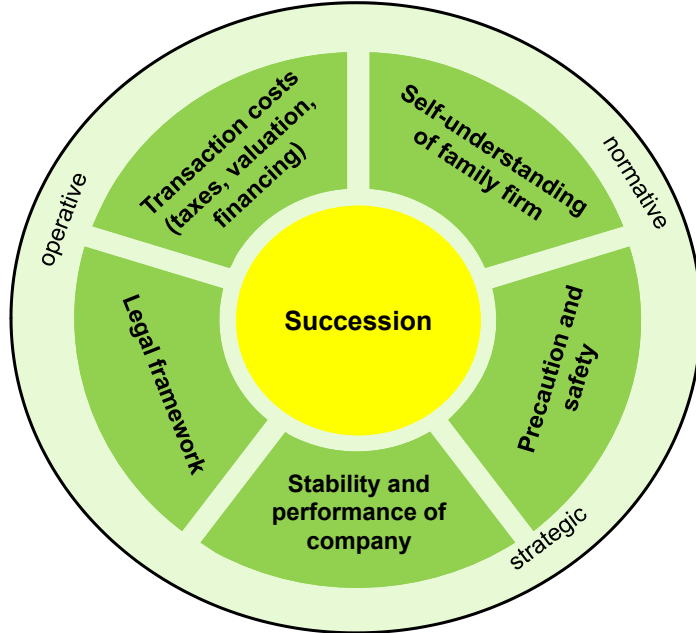 Transaction costs
(taxes, valuation,
financing)
Self-understanding
of family firm
operative
normative
Succession
Legal framework
Precaution and
safety
Stability and
performance of
company
strategic